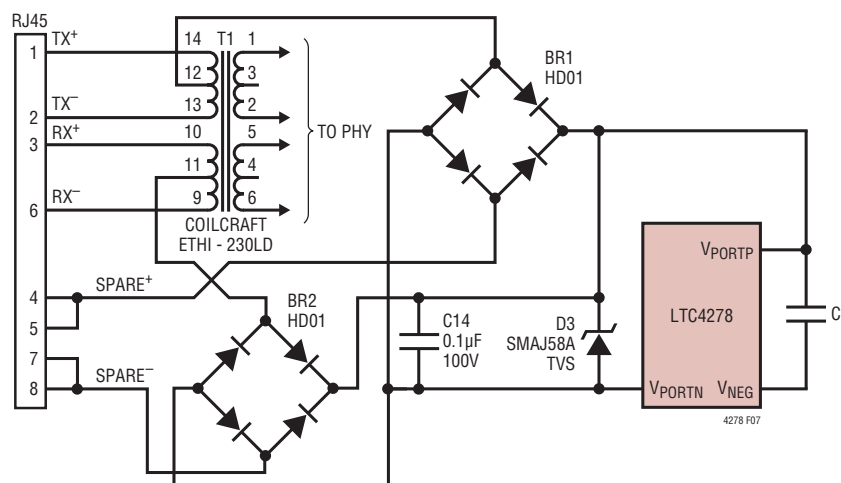 RJ45
1
TX+
2
TX−
3
RX+
6
RX−
4
SPARE+
5
7
8
SPARE−
14
T1
1
12
3
13
2
10
5
11
4
9
6
TO PHY
COILCRAFT
ETHI - 230LD
BR1
HD01
BR2
HD01
C14
0.1µF
100V
D3
SMAJ58A
TVS
LTC4278
VPORTP
VPORTN
VNEG
C
4278 F07